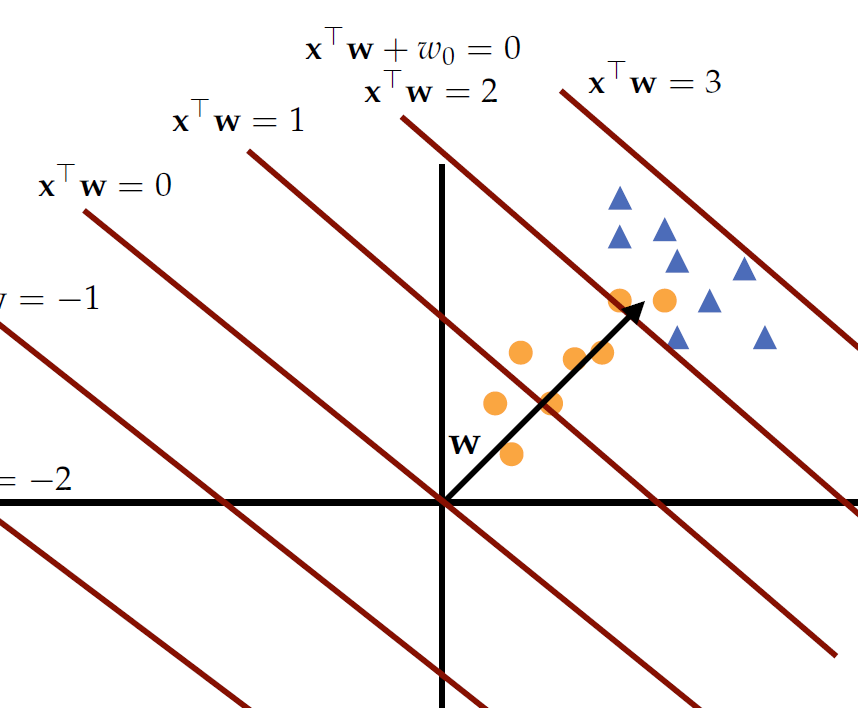 x⊤w + w₀ = 0
x⊤w = 2
x⊤w = 3
x⊤w = 1
x⊤w = 0
= −1
= −2
w